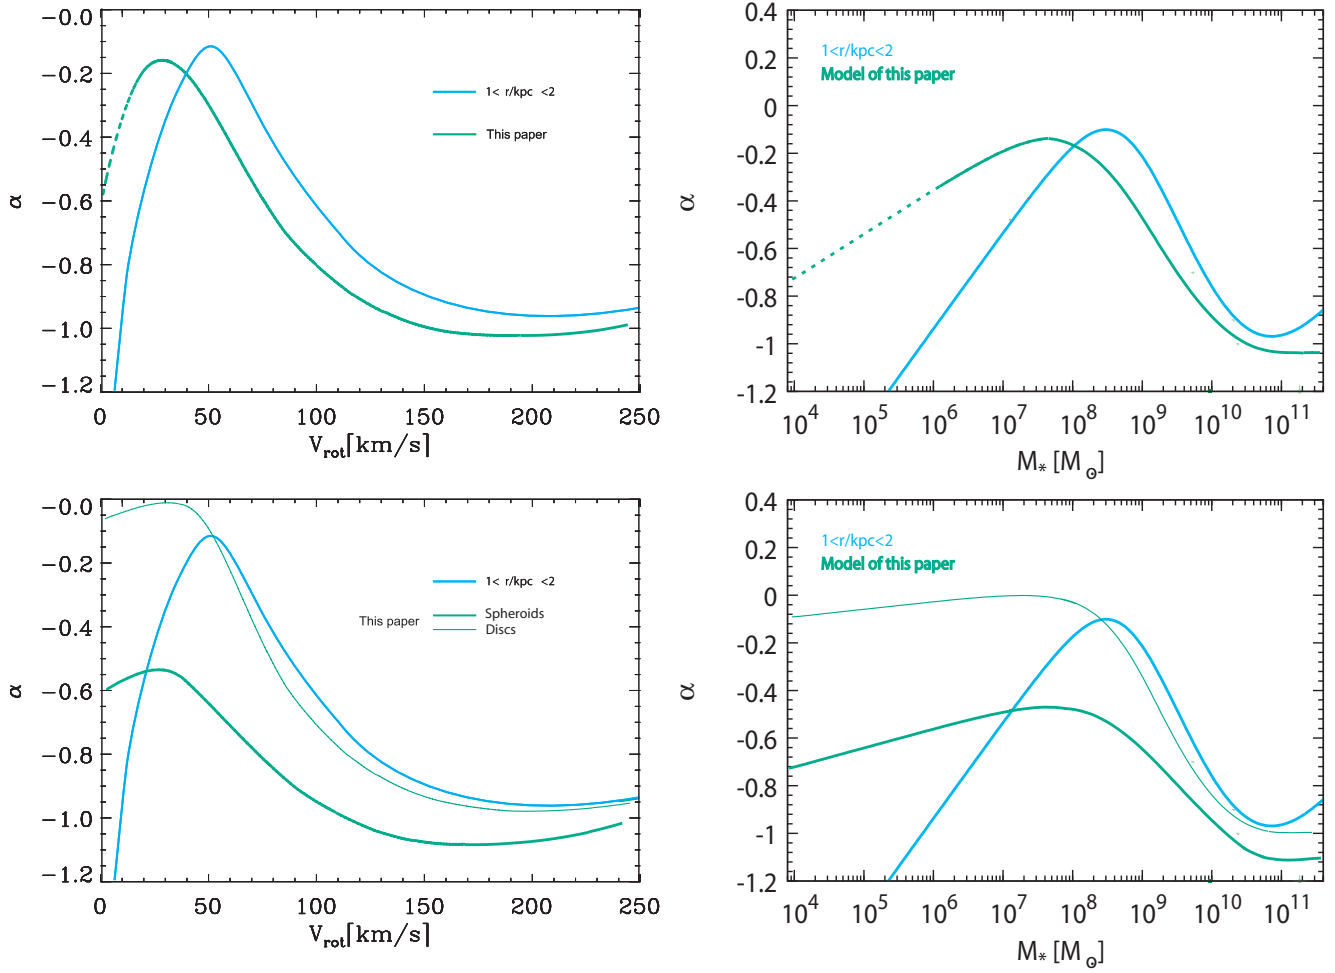 −0.0
−0.2
−0.4
−0.6
−0.8
−1.0
−1.2
α
0 50 100 150 200 250
V_rot[km/s]
1< r/kpc <2
This paper
0.4
0.2
0
-0.2
-0.4
-0.6
-0.8
-1
-1.2
α
10^4 10^5 10^6 10^7 10^8 10^9 10^10 10^11
M_* [M_⊙]
1<r/kpc<2
Model of this paper
−0.0
−0.2
−0.4
−0.6
−0.8
−1.0
−1.2
α
0 50 100 150 200 250
V_rot[km/s]
1< r/kpc <2
This paper
Spheroids
Discs
0.4
0.2
0
-0.2
-0.4
-0.6
-0.8
-1
-1.2
α
10^4 10^5 10^6 10^7 10^8 10^9 10^10 10^11
M_* [M_⊙]
1<r/kpc<2
Model of this paper